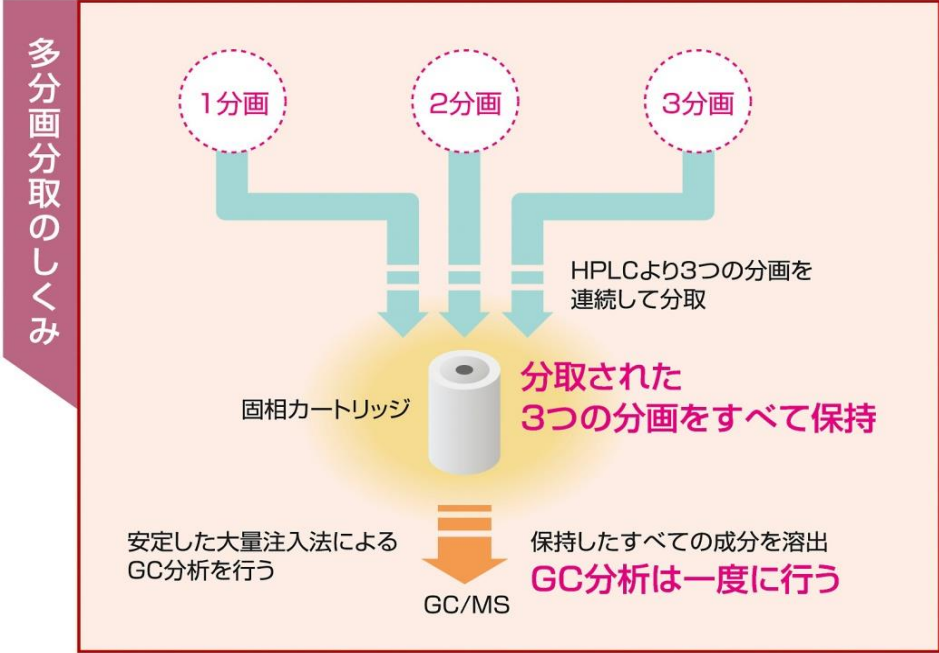 多分画分取のしくみ
1分画
2分画
3分画
HPLCより3つの分画を
連続して分取
固相カートリッジ
分取された
3つの分画をすべて保持
安定した大量注入法による
GC分析を行う
保持したすべての成分を溶出
GC分析は一度に行う
GC/MS